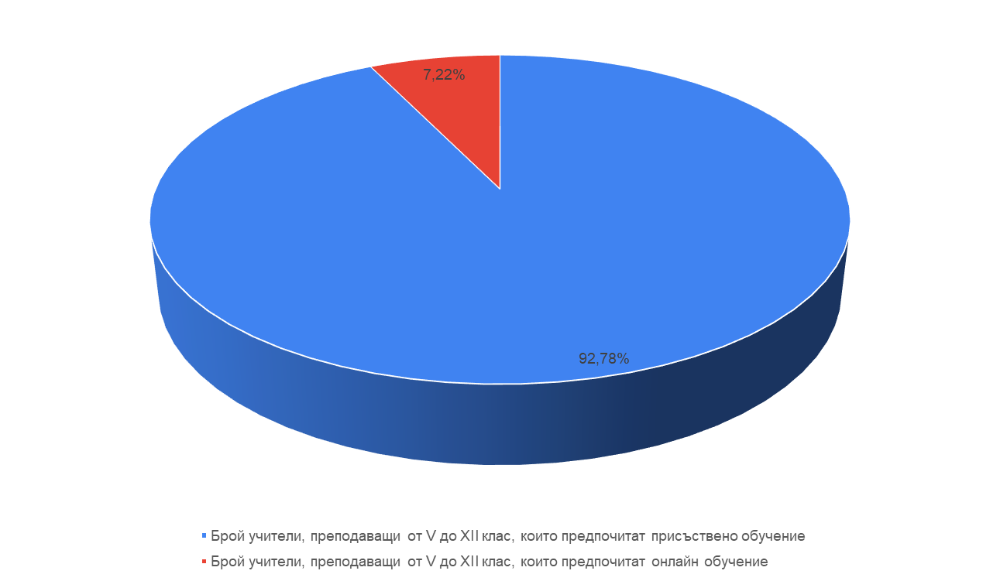 7,22%
92,78%
Брой учители, преподаващи от V до XII клас, които предпочитат присъствено обучение
Брой учители, преподаващи от V до XII клас, които предпочитат онлайн обучение